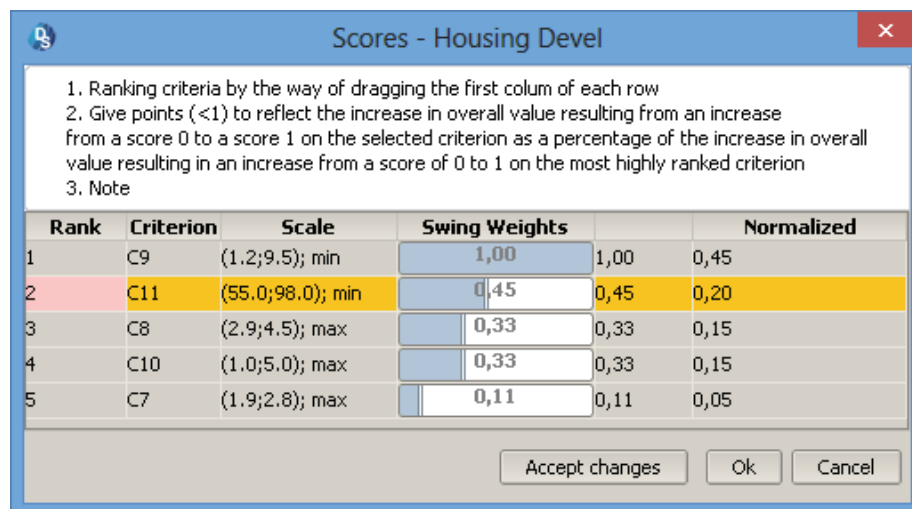 Scores - Housing Devel
1. Ranking criteria by the way of dragging the first colum of each row
2. Give points (<1) to reflect the increase in overall value resulting from an increase
from a score 0 to a score 1 on the selected criterion as a percentage of the increase in overall
value resulting in an increase from a score of 0 to 1 on the most highly ranked criterion
3. Note
Rank Criterion Scale Swing Weights Normalized
1 C9 (1.2;9.5); min 1,00 1,00 0,45
2 C11 (55.0;98.0); min 0,45 0,45 0,20
3 C8 (2.9;4.5); max 0,33 0,33 0,15
4 C10 (1.0;5.0); max 0,33 0,33 0,15
5 C7 (1.9;2.8); max 0,11 0,11 0,05
Accept changes Ok Cancel